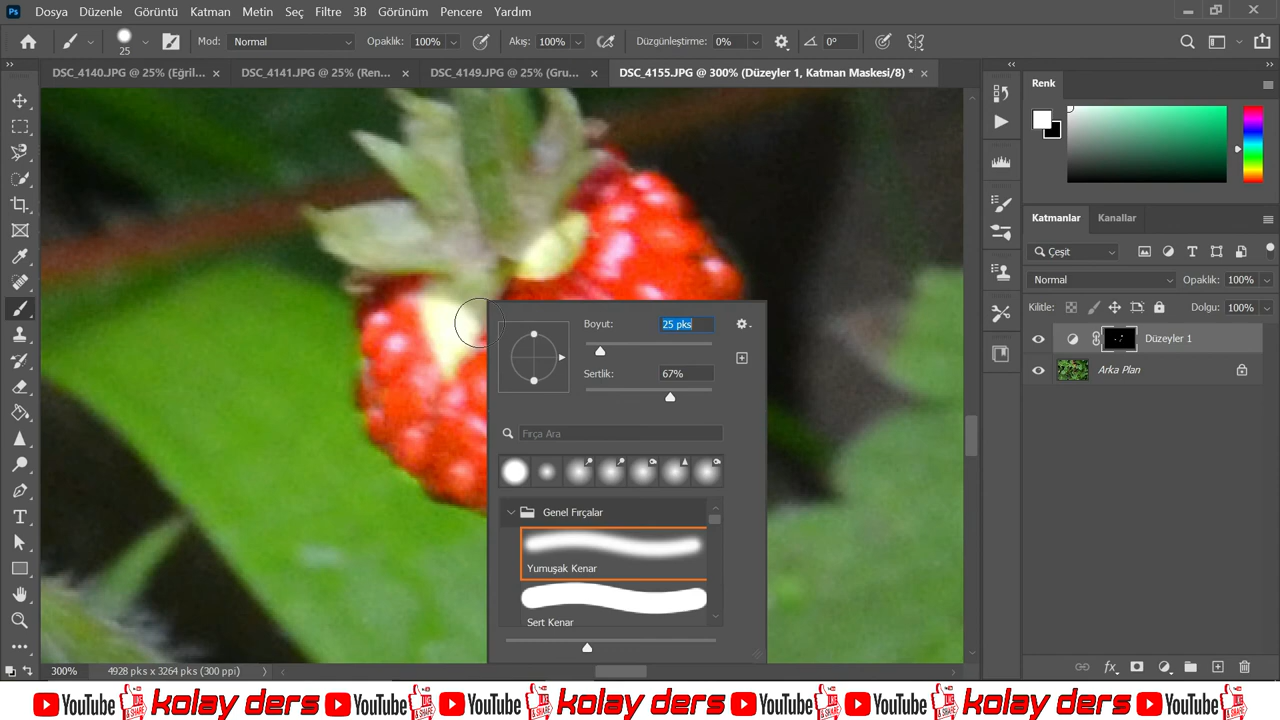 Ps Dosya Düzenle Görüntü Katman Metin Seç Filtre 3B Görünüm Pencere Yardım
25 Mod: Normal Opaklık: 100% Akış: 100% Düzgünleştirme: 0% 0°
DSC_4140.JPG @ 25% (Eğril... × DSC_4141.JPG @ 25% (Ren... × DSC_4149.JPG @ 25% (Gru... × DSC_4155.JPG @ 300% (Düzeyler 1, Katman Maskesi/8) * ×
Renk
Katmanlar Kanallar
Çeşit
Normal Opaklık: 100%
Kilitle: Dolgu: 100%
Düzeyler 1
Arka Plan
Boyut: 25 pks
Sertlik: 67%
Fırça Ara
Genel Fırçalar
Yumuşak Kenar
Sert Kenar
300% 4928 pks x 3264 pks (300 ppi)
YouTube kolay ders YouTube kolay ders YouTube kolay ders YouTube kolay ders YouTube